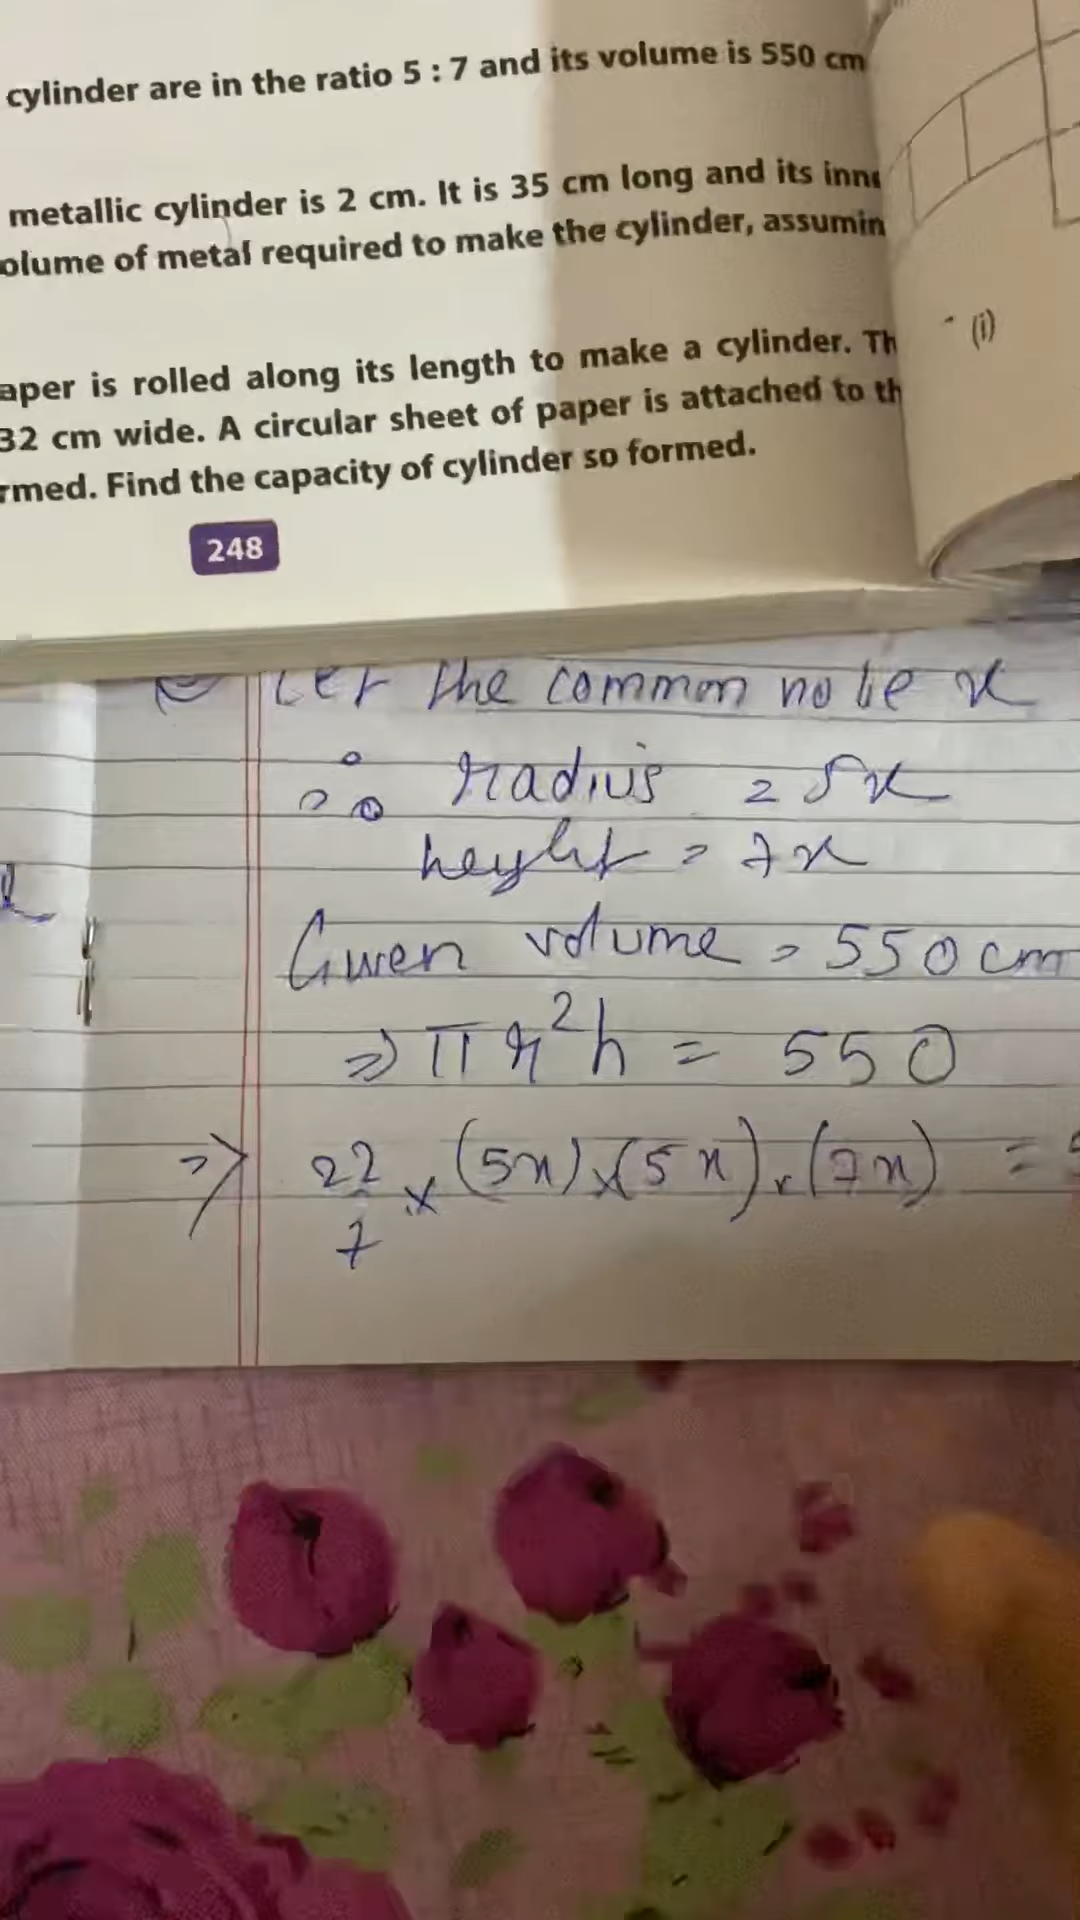 cylinder are in the ratio 5 : 7 and its volume is 550 cm
metallic cylinder is 2 cm. It is 35 cm long and its inne
olume of metal required to make the cylinder, assumin
aper is rolled along its length to make a cylinder. Th
32 cm wide. A circular sheet of paper is attached to th
rmed. Find the capacity of cylinder so formed.
248
(i)
Let the common no be x
∴ radius = 5x
height = 7x
Given volume = 550 cm
⇒ π r²h = 550
⇒ 22/7 × (5x) × (5x) × (7x) = 5